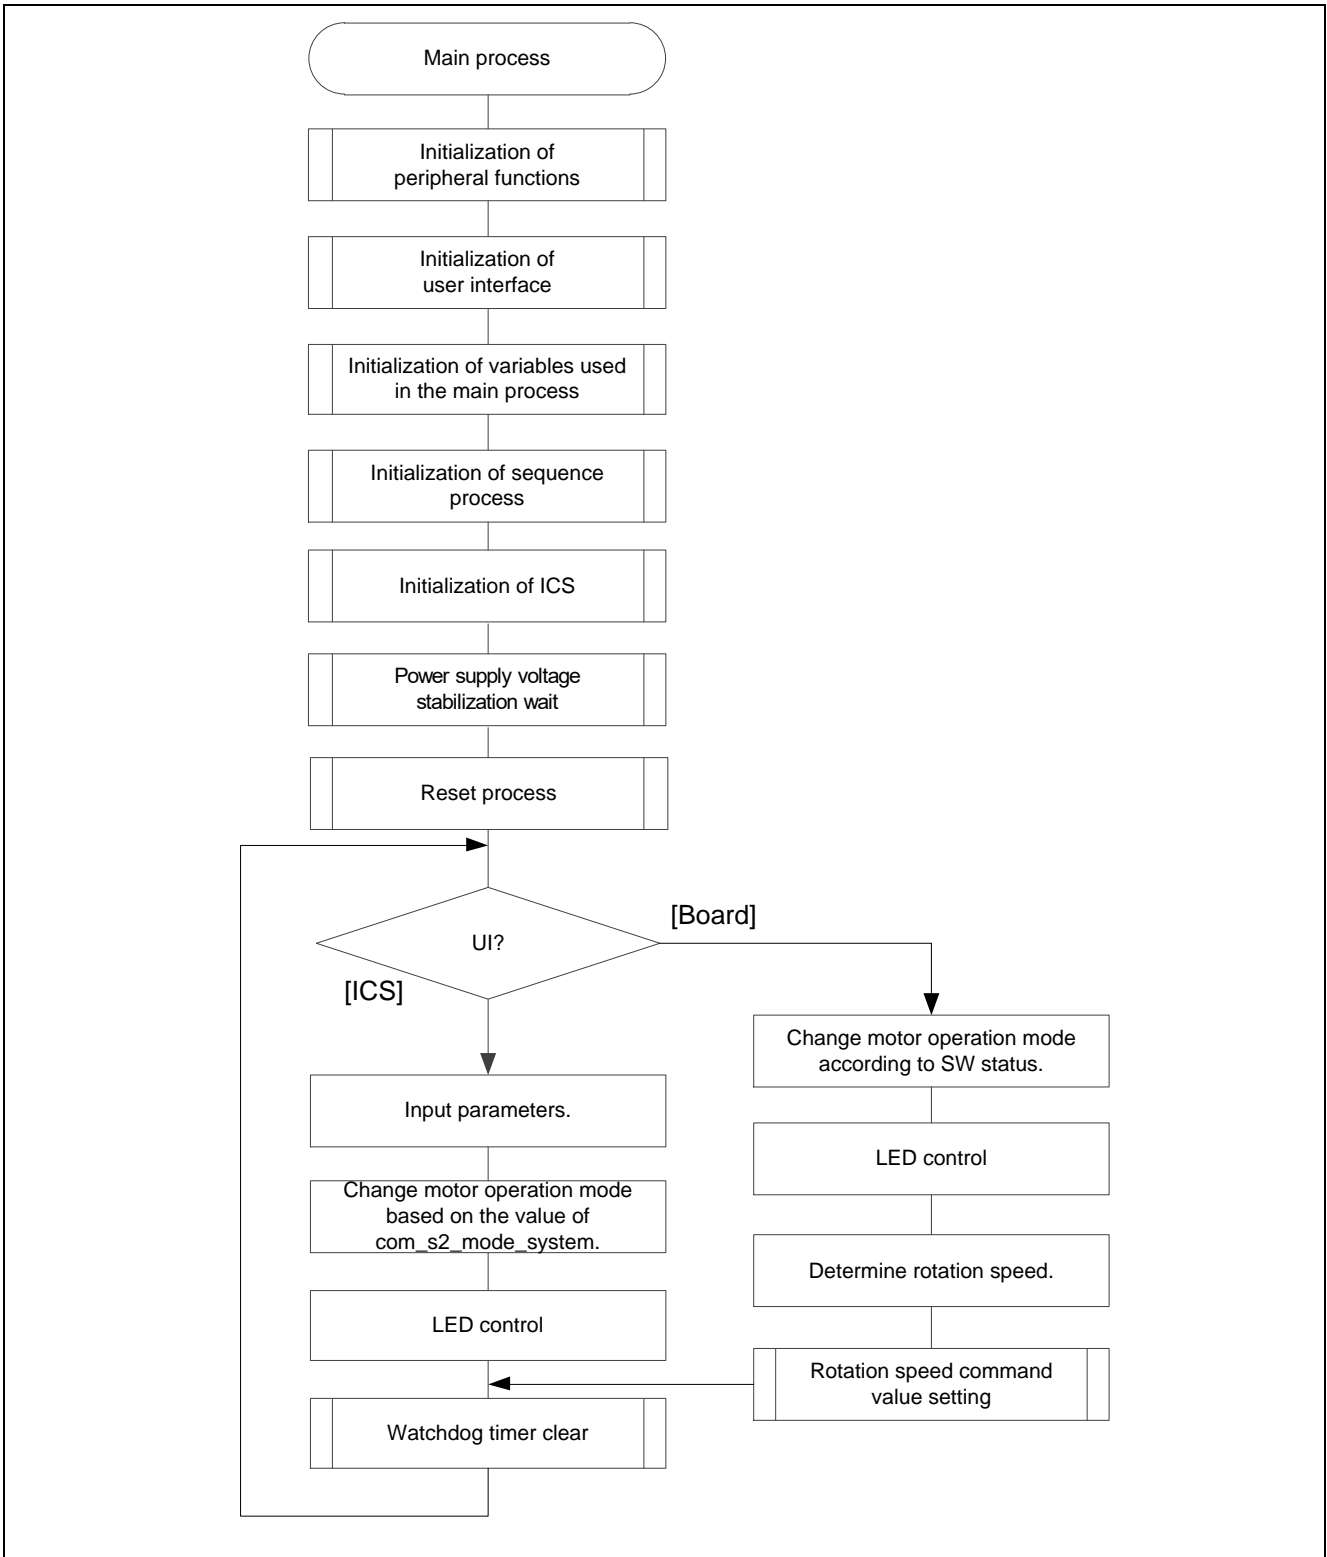 Main process
Initialization of
peripheral functions
Initialization of
user interface
Initialization of variables used
in the main process
Initialization of sequence
process
Initialization of ICS
Power supply voltage
stabilization wait
Reset process
UI?
[Board]
[ICS]
Change motor operation mode
according to SW status.
Input parameters.
LED control
Change motor operation mode
based on the value of
com_s2_mode_system.
Determine rotation speed.
LED control
Rotation speed command
value setting
Watchdog timer clear